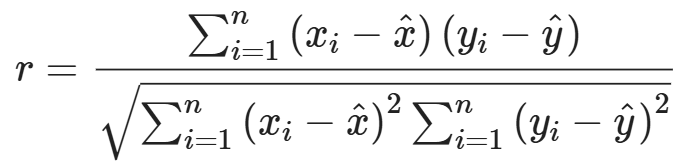 r = \frac{\sum_{i=1}^{n} (x_i - \hat{x}) (y_i - \hat{y})}{\sqrt{\sum_{i=1}^{n} (x_i - \hat{x})^2 \sum_{i=1}^{n} (y_i - \hat{y})^2}}